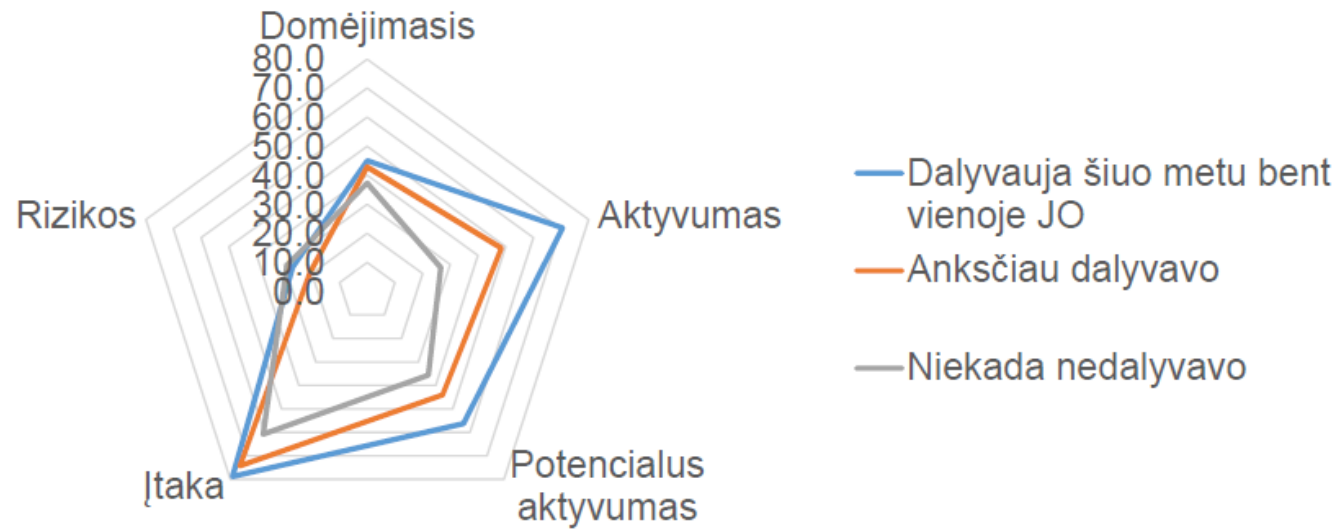 Domėjimasis
80.0
70.0
60.0
50.0
40.0
30.0
20.0
10.0
0.0
Rizikos
Aktyvumas
Įtaka
Potencialus
aktyvumas
Dalyvauja šiuo metu bent
vienoje JO
Anksčiau dalyvavo
Niekada nedalyvavo